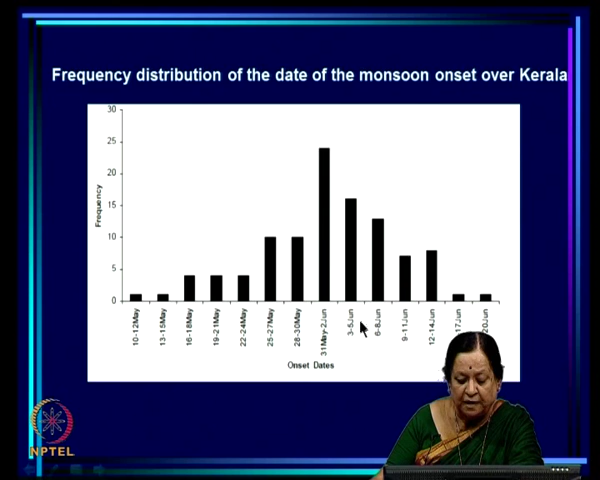 Frequency distribution of the date of the monsoon onset over Kerala
30
25
20
15
10
5
0
Frequency
10-12May
13-15May
16-18May
19-21May
22-24May
25-27May
28-30May
31May-2Jun
3-5Jun
6-8Jun
9-11Jun
12-14Jun
17Jun
20Jun
Onset Dates
NPTEL